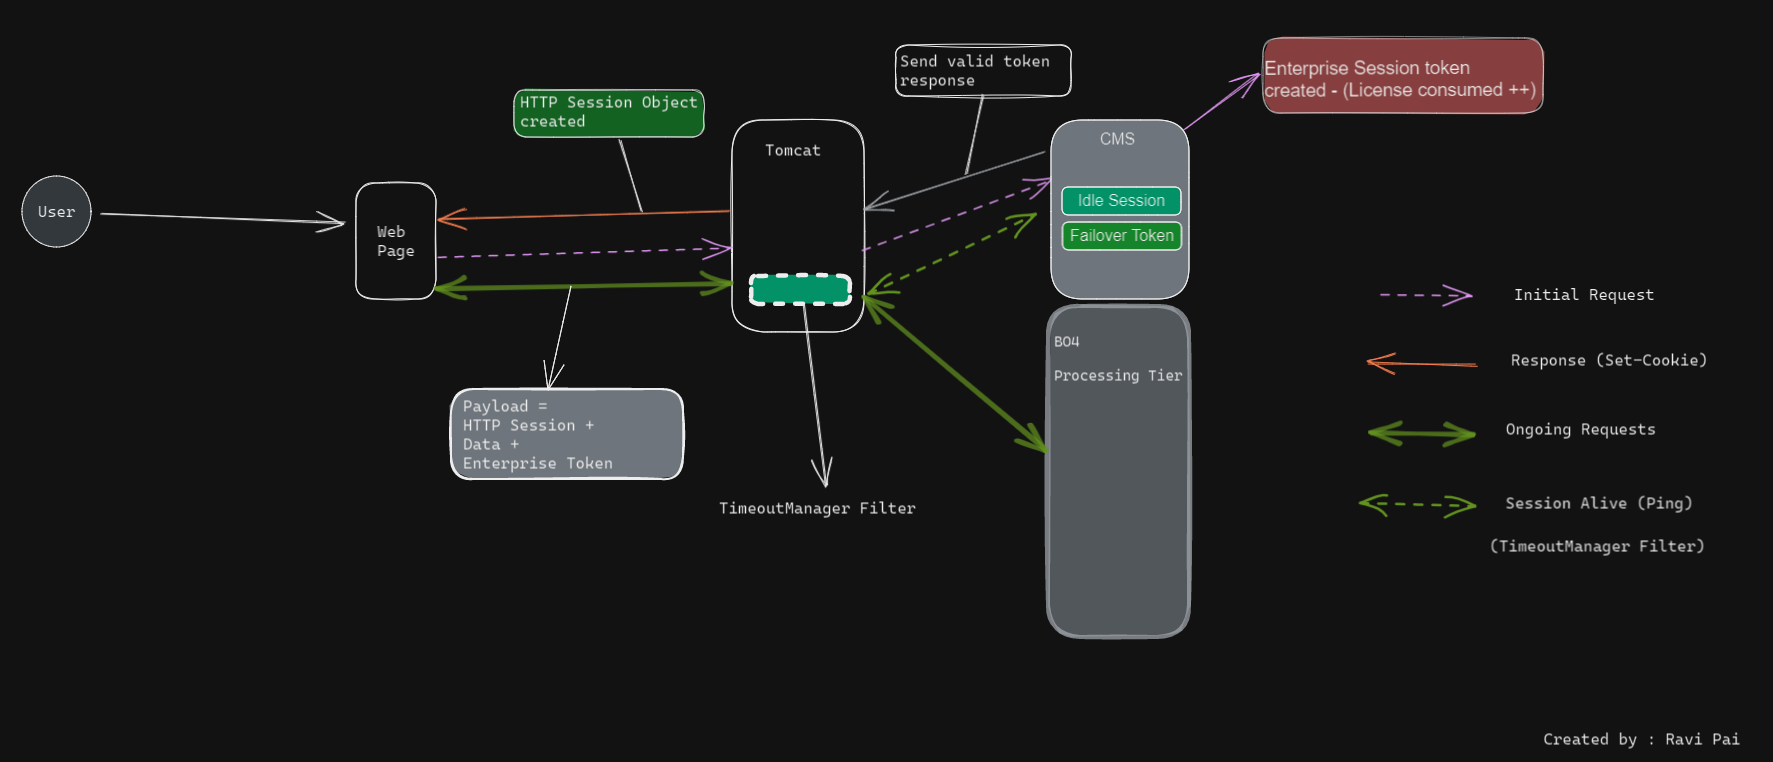 Send valid token
response
Enterprise Session token
created - (License consumed ++)
HTTP Session Object
created
Tomcat
CMS
User
Web
Page
Idle Session
Failover Token
Initial Request
BO4
Processing Tier
Response (Set-Cookie)
Payload =
HTTP Session +
Data +
Enterprise Token
Ongoing Requests
TimeoutManager Filter
Session Alive (Ping)
(TimeoutManager Filter)
Created by : Ravi Pai